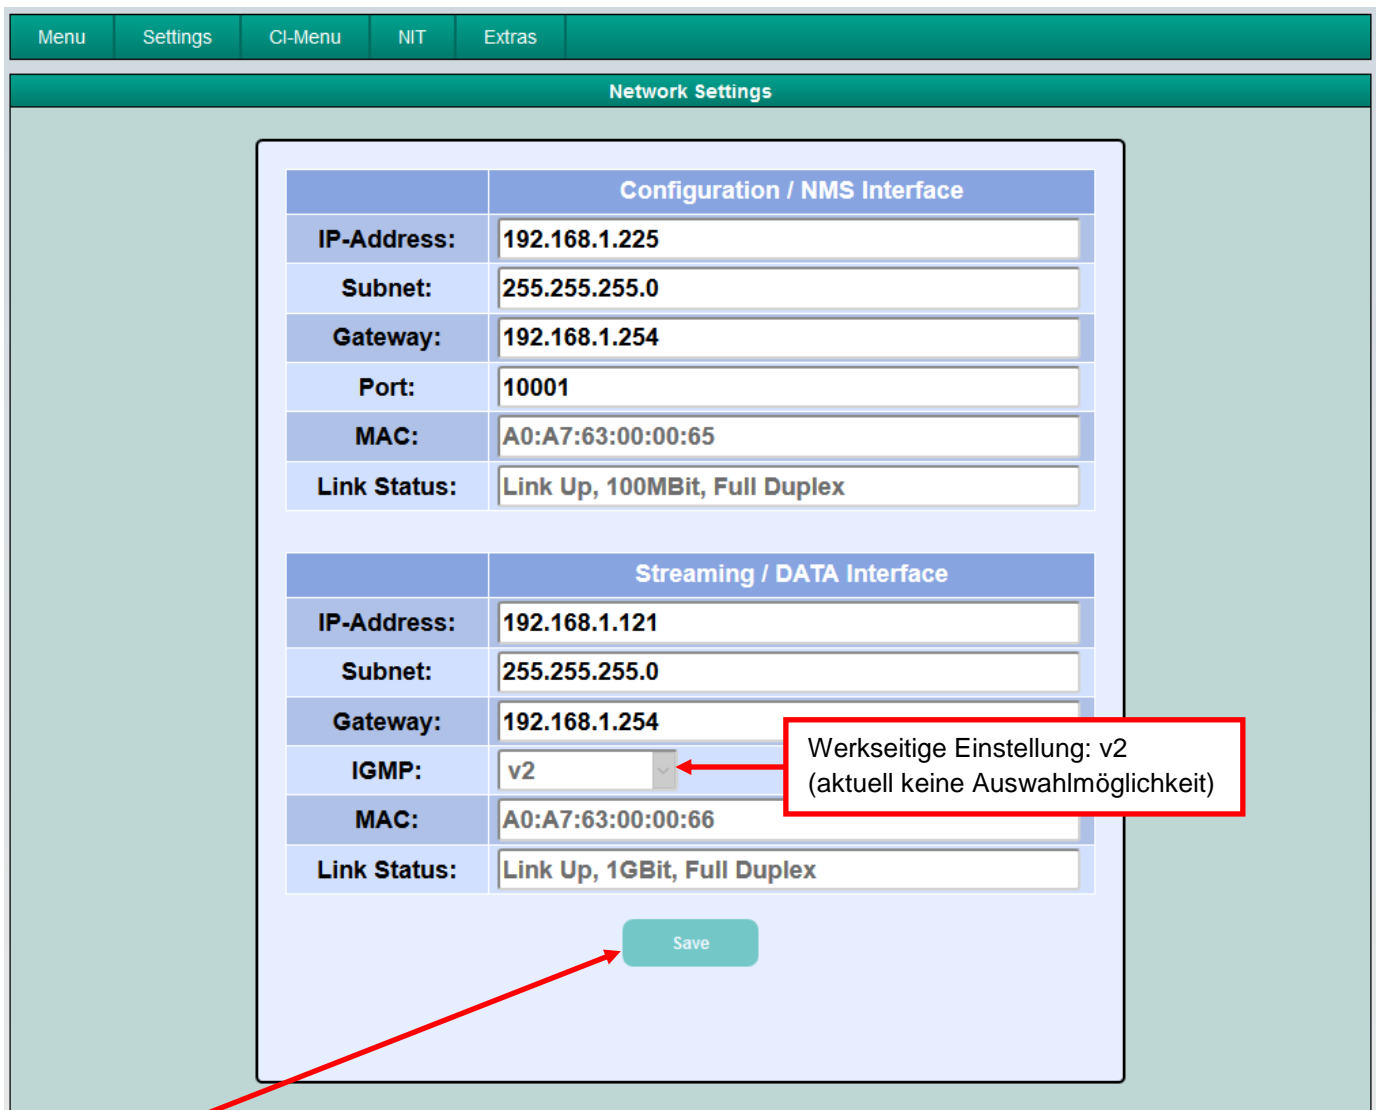 Menu Settings CI-Menu NIT Extras
Network Settings
Configuration / NMS Interface
IP-Address: 192.168.1.225
Subnet: 255.255.255.0
Gateway: 192.168.1.254
Port: 10001
MAC: A0:A7:63:00:00:65
Link Status: Link Up, 100MBit, Full Duplex
Streaming / DATA Interface
IP-Address: 192.168.1.121
Subnet: 255.255.255.0
Gateway: 192.168.1.254
IGMP: v2
Werkseitige Einstellung: v2
(aktuell keine Auswahlmöglichkeit)
MAC: A0:A7:63:00:00:66
Link Status: Link Up, 1GBit, Full Duplex
Save